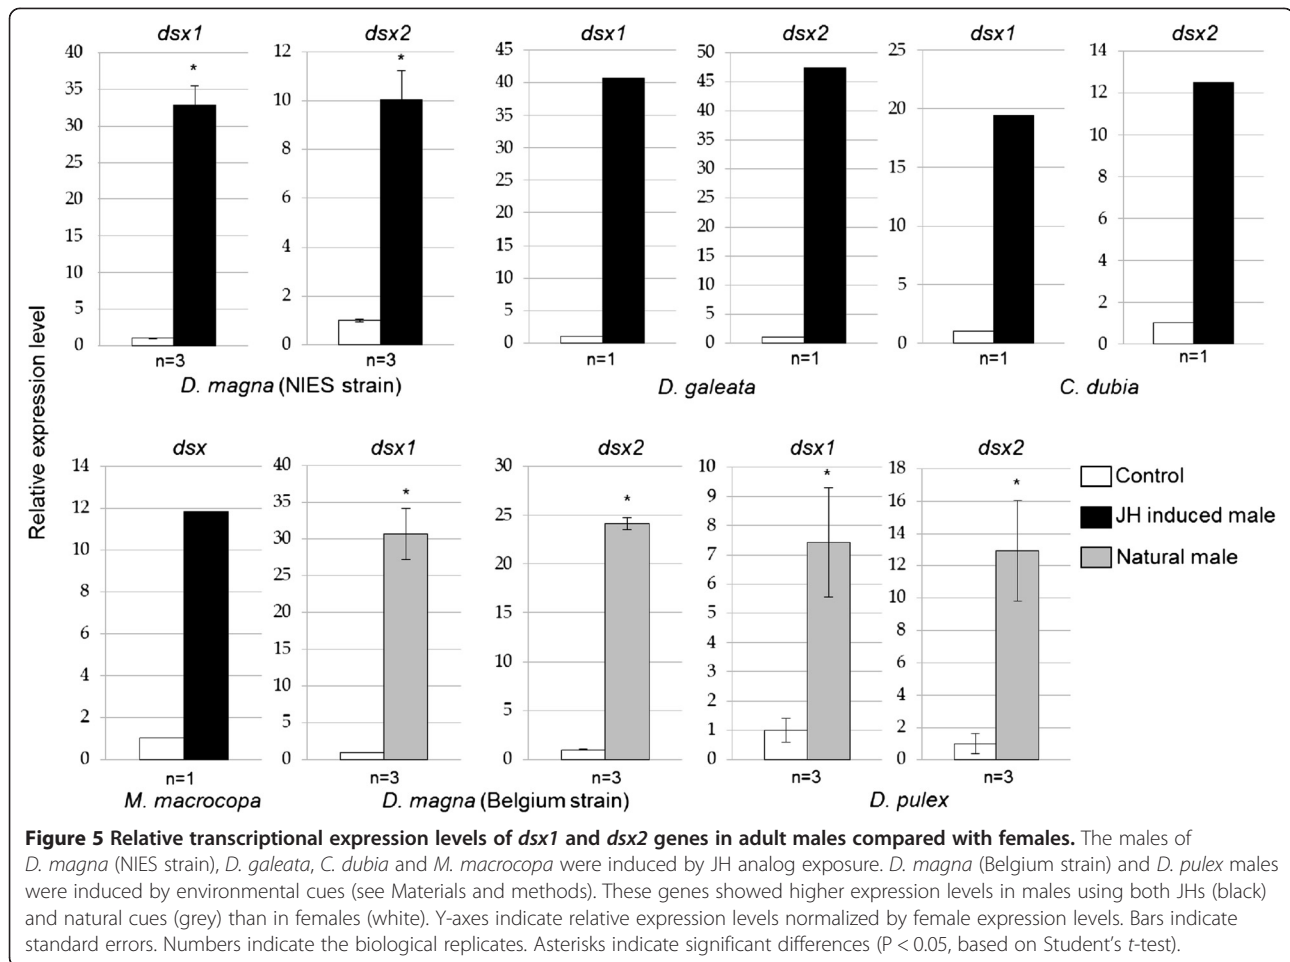 dsx1 dsx2 dsx1 dsx2 dsx1 dsx2
40 35 30 25 20 15 10 5 0
*
12 10 8 6 4 2 0
*
45 40 35 30 25 20 15 10 5 0
50 45 40 35 30 25 20 15 10 5 0
25 20 15 10 5 0
14 12 10 8 6 4 2 0
n=3 n=3 n=1 n=1 n=1 n=1
D. magna (NIES strain) D. galeata C. dubia
Relative expression level
dsx dsx1 dsx2 dsx1 dsx2
14 12 10 8 6 4 2 0
40 35 30 25 20 15 10 5 0
*
30 25 20 15 10 5 0
*
10 9 8 7 6 5 4 3 2 1 0
*
18 16 14 12 10 8 6 4 2 0
*
Control
JH induced male
Natural male
n=1 n=3 n=3 n=3 n=3
M. macrocopa D. magna (Belgium strain) D. pulex
Figure 5 Relative transcriptional expression levels of dsx1 and dsx2 genes in adult males compared with females. The males of
D. magna (NIES strain), D. galeata, C. dubia and M. macrocopa were induced by JH analog exposure. D. magna (Belgium strain) and D. pulex males
were induced by environmental cues (see Materials and methods). These genes showed higher expression levels in males using both JHs (black)
and natural cues (grey) than in females (white). Y-axes indicate relative expression levels normalized by female expression levels. Bars indicate
standard errors. Numbers indicate the biological replicates. Asterisks indicate significant differences (P < 0.05, based on Student's t-test).